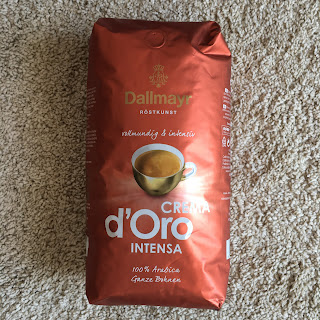 Dallmayr
RÖSTKUNST
vollmundig & intensiv
CREMA
d'Oro
INTENSA
100% Arabica
Ganze Bohnen